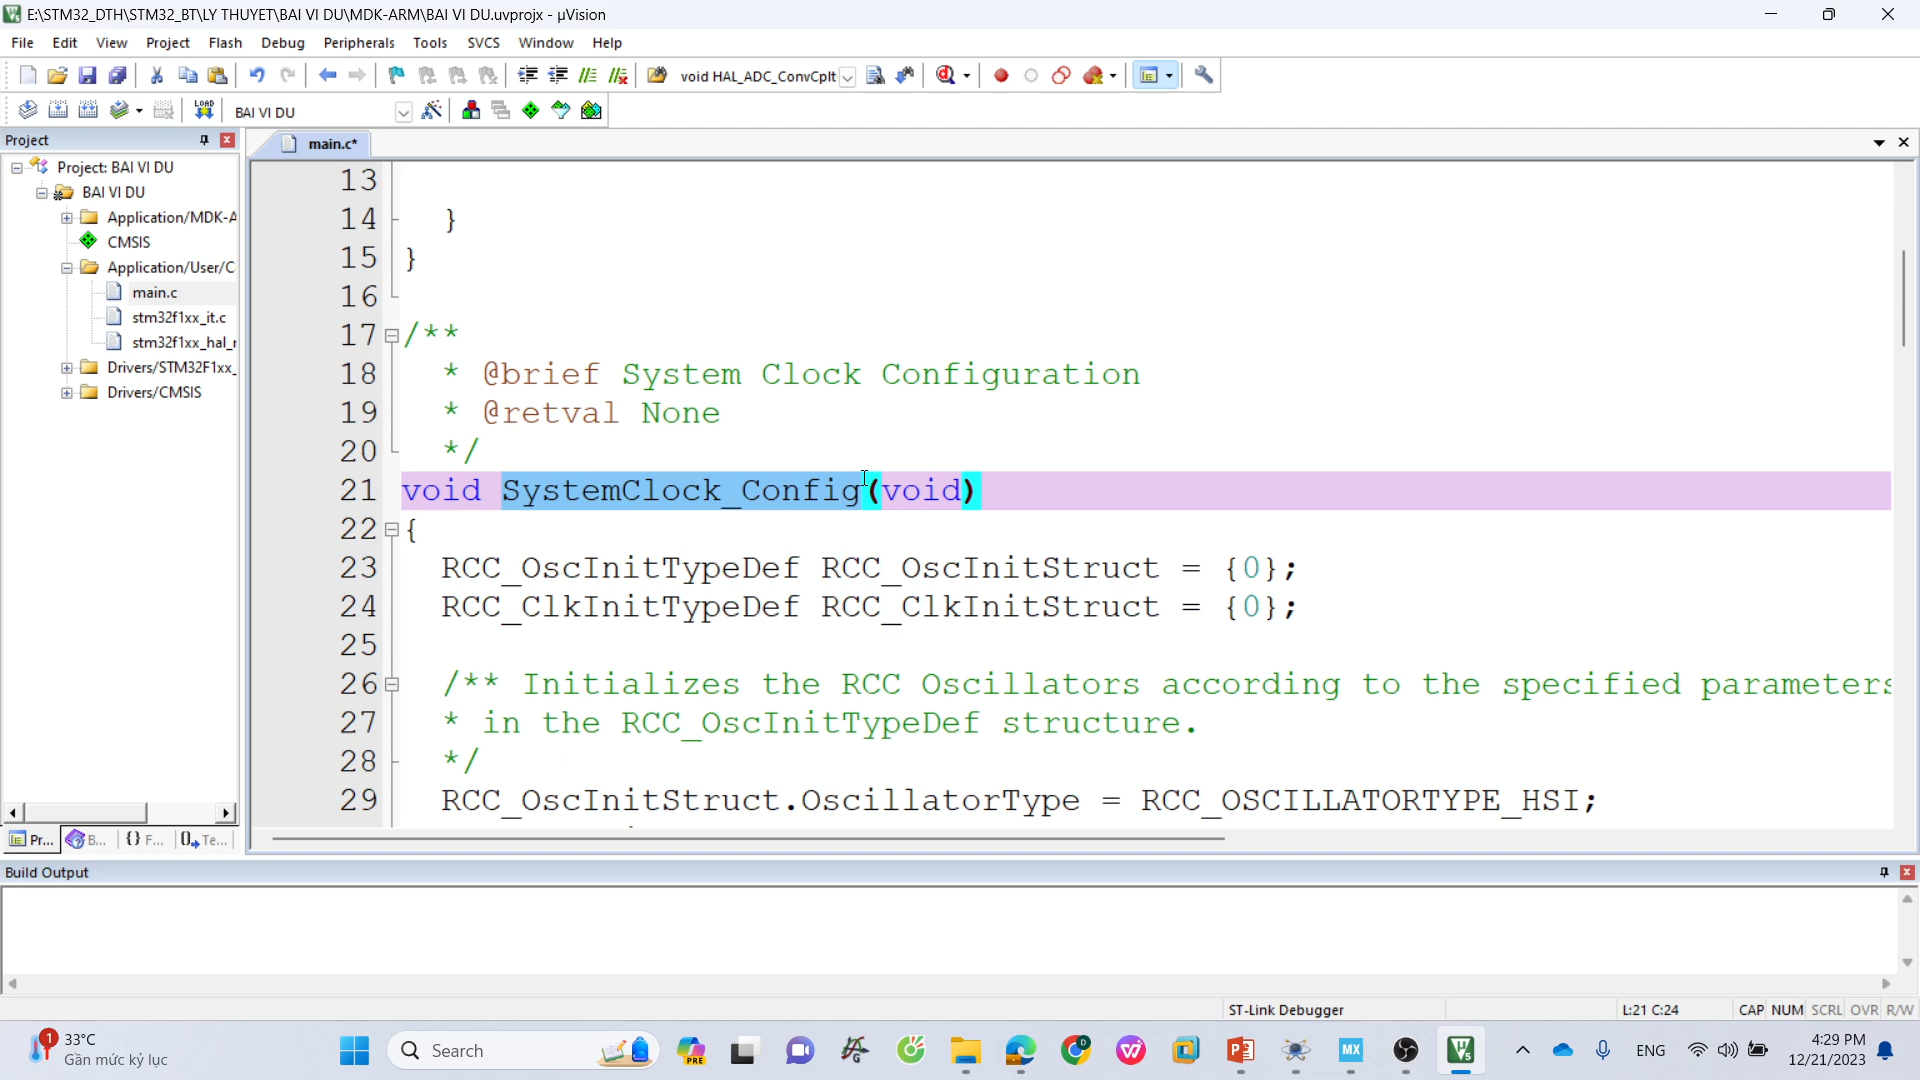 E:\STM32_DTH\STM32_BT\LY THUYET\BAI VI DU\MDK-ARM\BAI VI DU.uvprojx - µVision
File Edit View Project Flash Debug Peripherals Tools SVCS Window Help
void HAL_ADC_ConvCplt
LOAD BAI VI DU
Project
main.c*
Project: BAI VI DU
BAI VI DU
Application/MDK-A
CMSIS
Application/User/C
main.c
stm32f1xx_it.c
stm32f1xx_hal_
Drivers/STM32F1xx_
Drivers/CMSIS
Pr... B... {} F... Te...
13
14 }
15 }
16
17 /**
18 * @brief System Clock Configuration
19 * @retval None
20 */
21 void SystemClock_Config(void)
22 {
23 RCC_OscInitTypeDef RCC_OscInitStruct = {0};
24 RCC_ClkInitTypeDef RCC_ClkInitStruct = {0};
25
26 /** Initializes the RCC Oscillators according to the specified parameters
27 * in the RCC_OscInitTypeDef structure.
28 */
29 RCC_OscInitStruct.OscillatorType = RCC_OSCILLATORTYPE_HSI;
Build Output
ST-Link Debugger L:21 C:24 CAP NUM SCRL OVR R/W
1 33°C
Gần mức kỷ lục
Search
PRE
MX
ENG
4:29 PM
12/21/2023